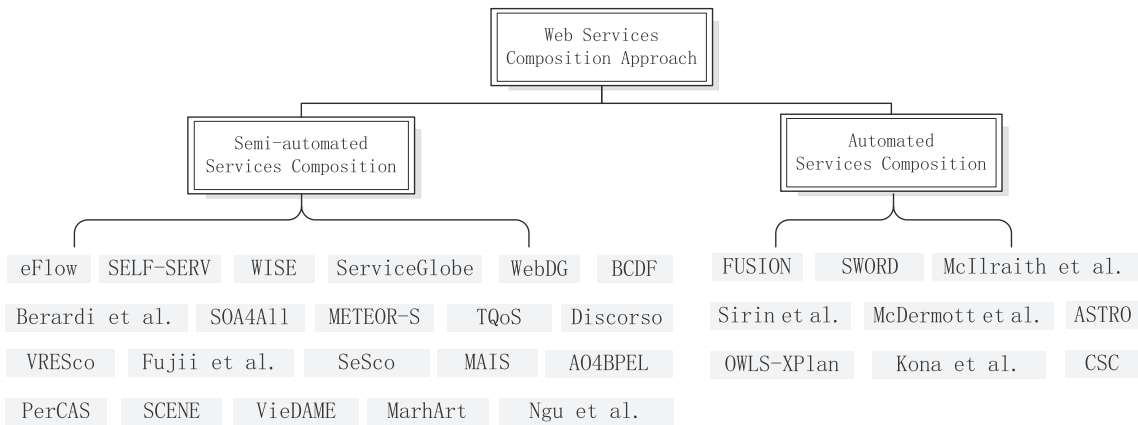 Web Services
Composition Approach
Semi-automated
Services Composition
Automated
Services Composition
eFlow SELF-SERV WISE ServiceGlobe WebDG BCDF
Berardi et al. SOA4All METEOR-S TQoS Discorso
VRESco Fujii et al. SeSco MAIS AO4BPEL
PerCAS SCENE VieDAME MarhArt Ngu et al.
FUSION SWORD McIlraith et al.
Sirin et al. McDermott et al. ASTRO
OWLS-XPlan Kona et al. CSC